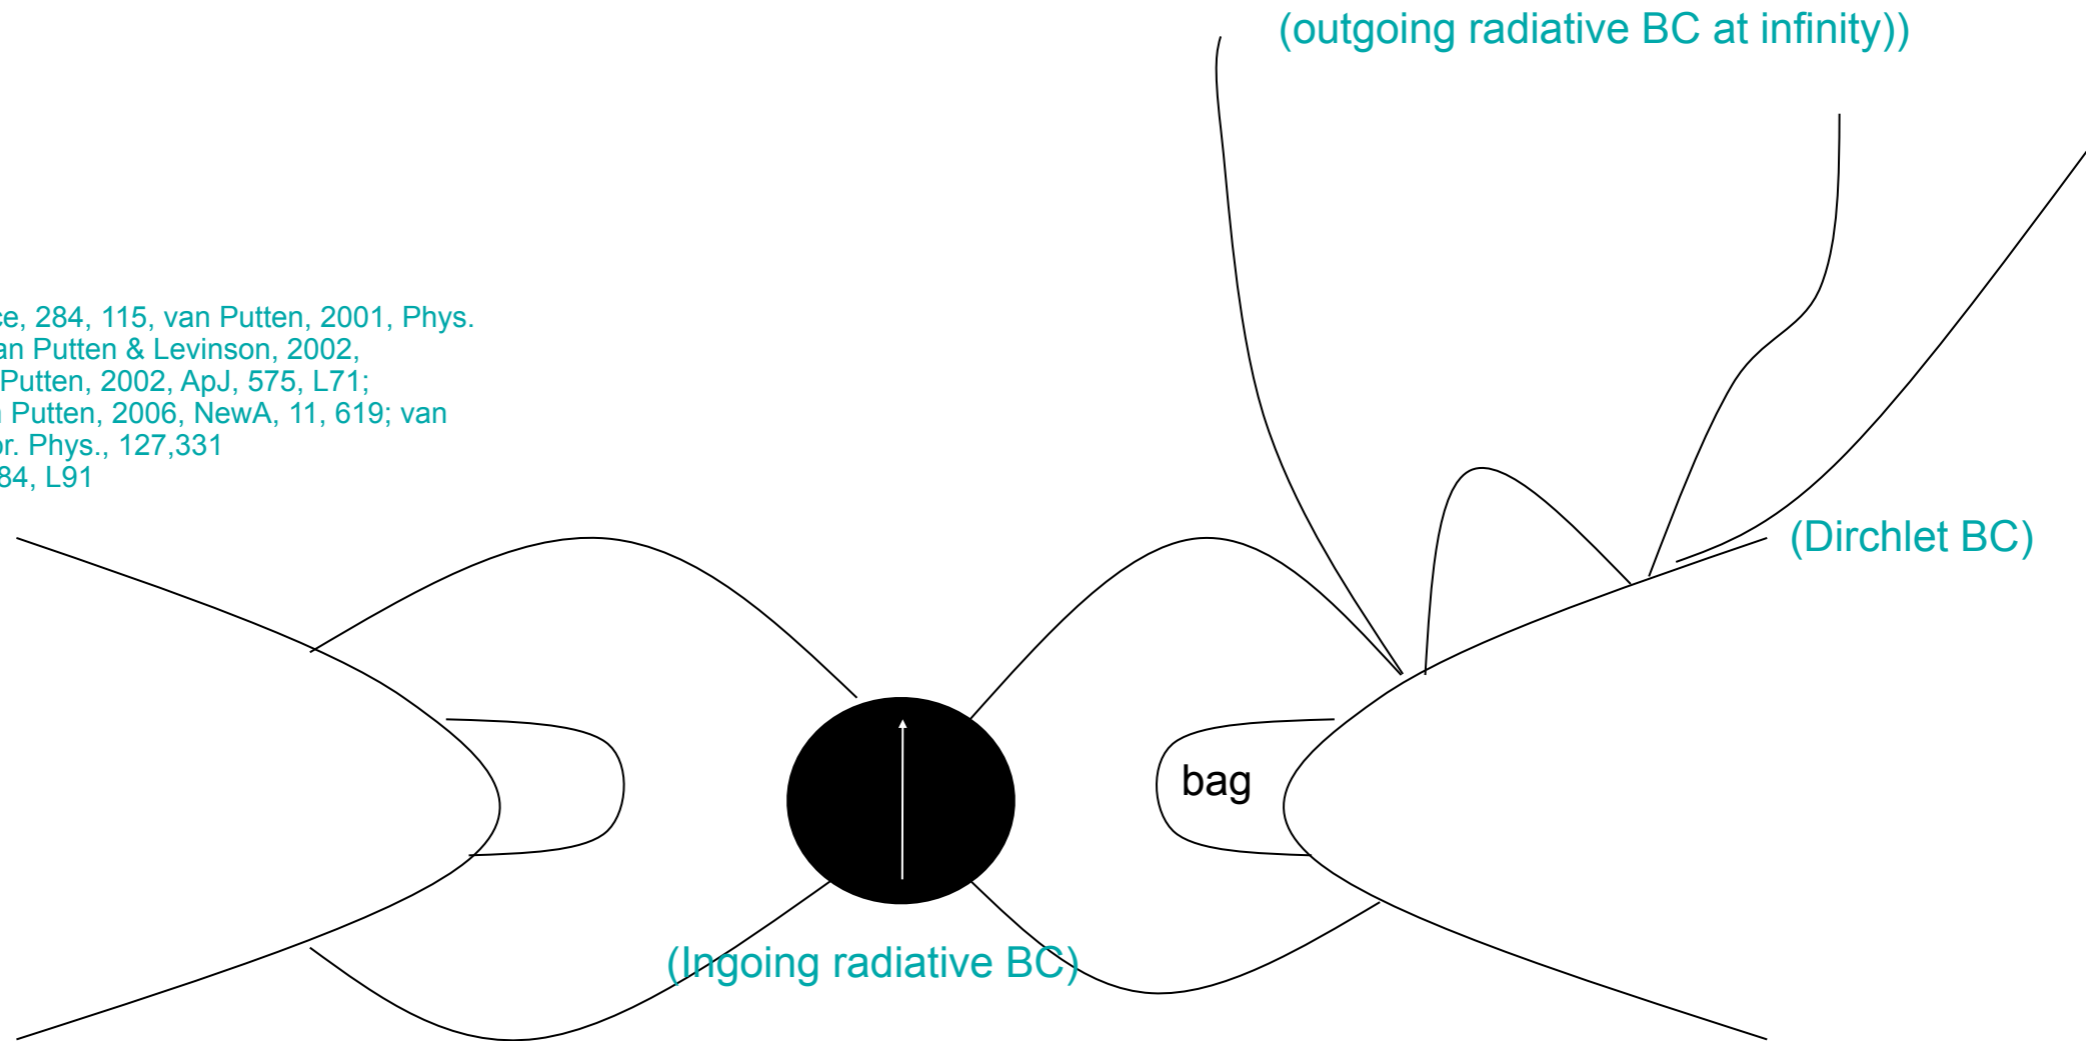 (outgoing radiative BC at infinity))
ce, 284, 115, van Putten, 2001, Phys.
an Putten & Levinson, 2002,
Putten, 2002, ApJ, 575, L71;
Putten, 2006, NewA, 11, 619; van
or. Phys., 127,331
84, L91
(Dirchlet BC)
bag
(Ingoing radiative BC)